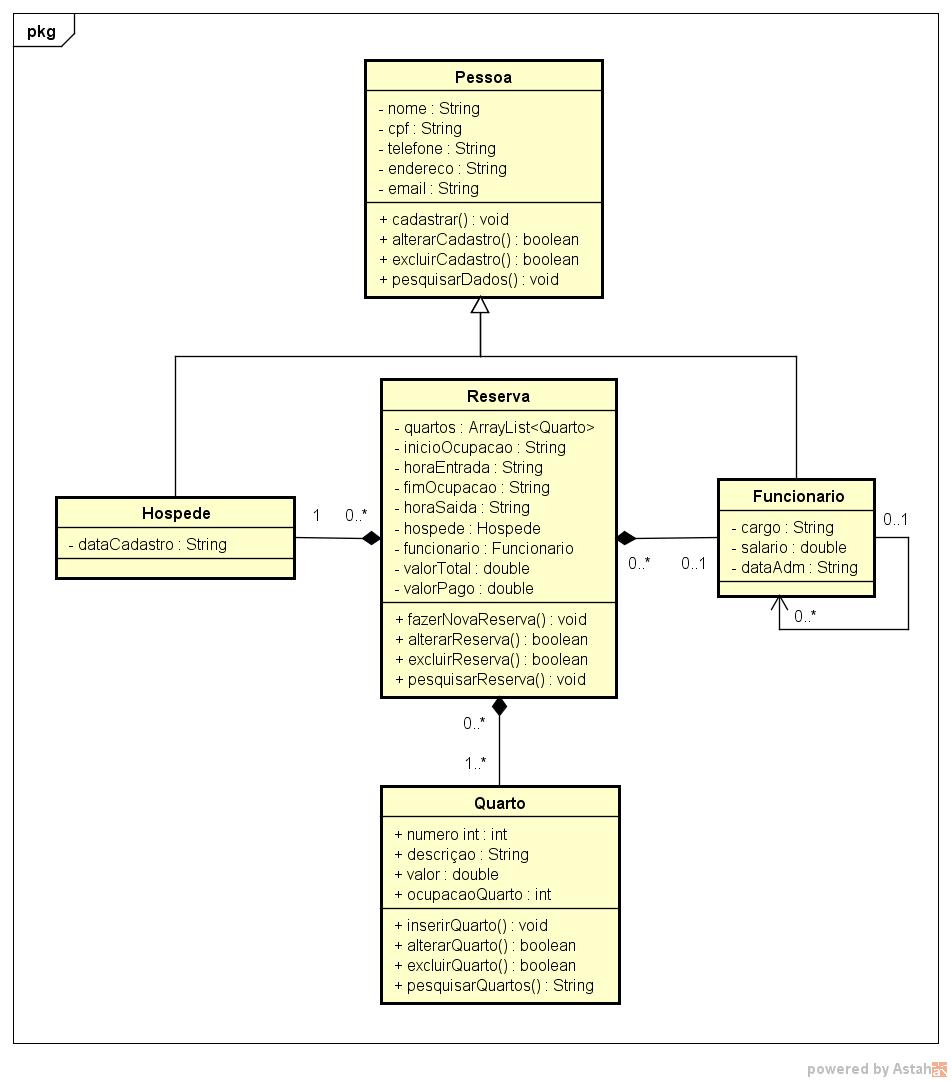 pkg
Pessoa
- nome : String
- cpf : String
- telefone : String
- endereco : String
- email : String
+ cadastrar() : void
+ alterarCadastro() : boolean
+ excluirCadastro() : boolean
+ pesquisarDados() : void
Reserva
- quartos : ArrayList<Quarto>
- inicioOcupacao : String
- horaEntrada : String
- fimOcupacao : String
- horaSaida : String
- hospede : Hospede
- funcionario : Funcionario
- valorTotal : double
- valorPago : double
+ fazerNovaReserva() : void
+ alterarReserva() : boolean
+ excluirReserva() : boolean
+ pesquisarReserva() : void
Hospede
- dataCadastro : String
1
0..*
Funcionario
- cargo : String
- salario : double
- dataAdm : String
0..1
0..*
0..*
0..1
0..*
1..*
Quarto
+ numero int : int
+ descriçao : String
+ valor : double
+ ocupacaoQuarto : int
+ inserirQuarto() : void
+ alterarQuarto() : boolean
+ excluirQuarto() : boolean
+ pesquisarQuartos() : String
powered by Astah